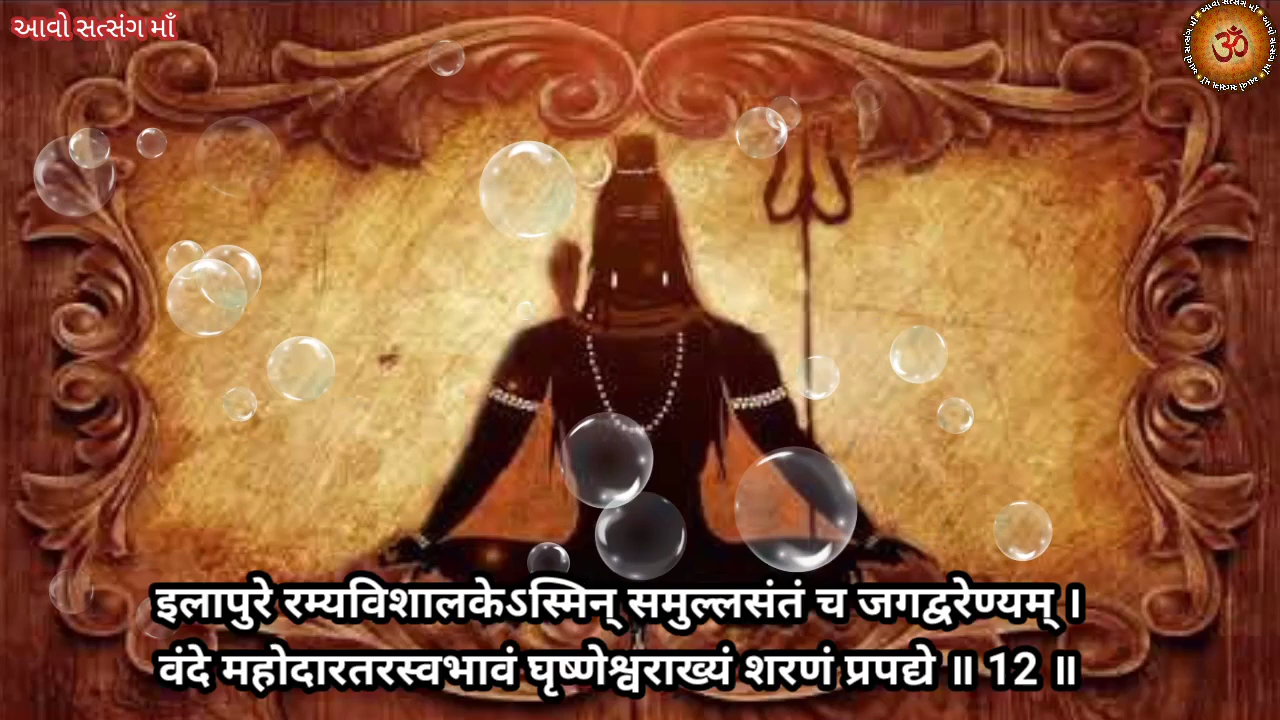 આવો સત્સંગ માઁ
ॐ
इलापुरे रम्यविशालकेऽस्मिन् समुल्लसंतं च जगद्वरेण्यम् ।
वंदे महोदारतरस्वभावं घृष्णेश्वराख्यं शरणं प्रपद्ये ॥ 12 ॥